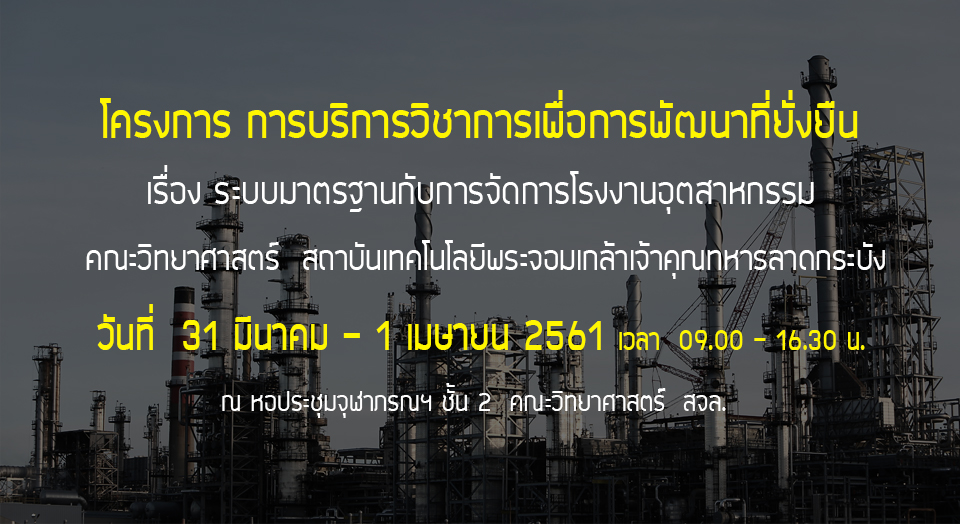 โครงการ การบริการวิชาการเพื่อการพัฒนาที่ยั่งยืน
เรื่อง ระบบมาตรฐานกับการจัดการโรงงานอุตสาหกรรม
คณะวิทยาศาสตร์ สถาบันเทคโนโลยีพระจอมเกล้าเจ้าคุณทหารลาดกระบัง
วันที่ 31 มีนาคม - 1 เมษายน 2561 เวลา 09.00 - 16.30 น.
ณ หอประชุมจุฬาภรณฯ ชั้น 2 คณะวิทยาศาสตร์ สจล.